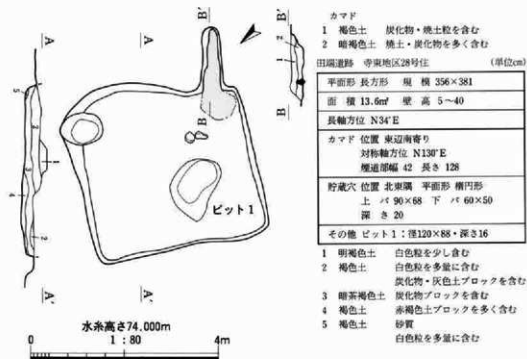 カマド
1 褐色土 炭化物・焼土粒を含む
2 暗褐色土 焼土・炭化物を多く含む
田端遺跡 寺東地区28号住 (単位cm)
平面形 長方形 規模 356×381
面積 13.6㎡ 壁高 5~40
長軸方位 N34°E
カマド 位置 東辺南寄り
対称軸方位 N130°E
煙道部幅 42 長さ 128
貯蔵穴 位置 北東隅 平面形 楕円形
上バ 90×68 下バ 60×50
深さ 20
その他 ピット1:径120×88・深さ16
1 明褐色土 白色粒を少し含む
2 褐色土 白色粒を多量に含む
炭化物・灰色土ブロックを含む
3 暗茶褐色土 炭化物ブロックを含む
4 褐色土 赤褐色土ブロックを多く含む
5 褐色土 砂質
白色粒を多量に含む
A A B' B'
2
1
5
3
1
4
2
B B
ピット1
A' A'
水糸高さ74.000m
0 1:80 4m